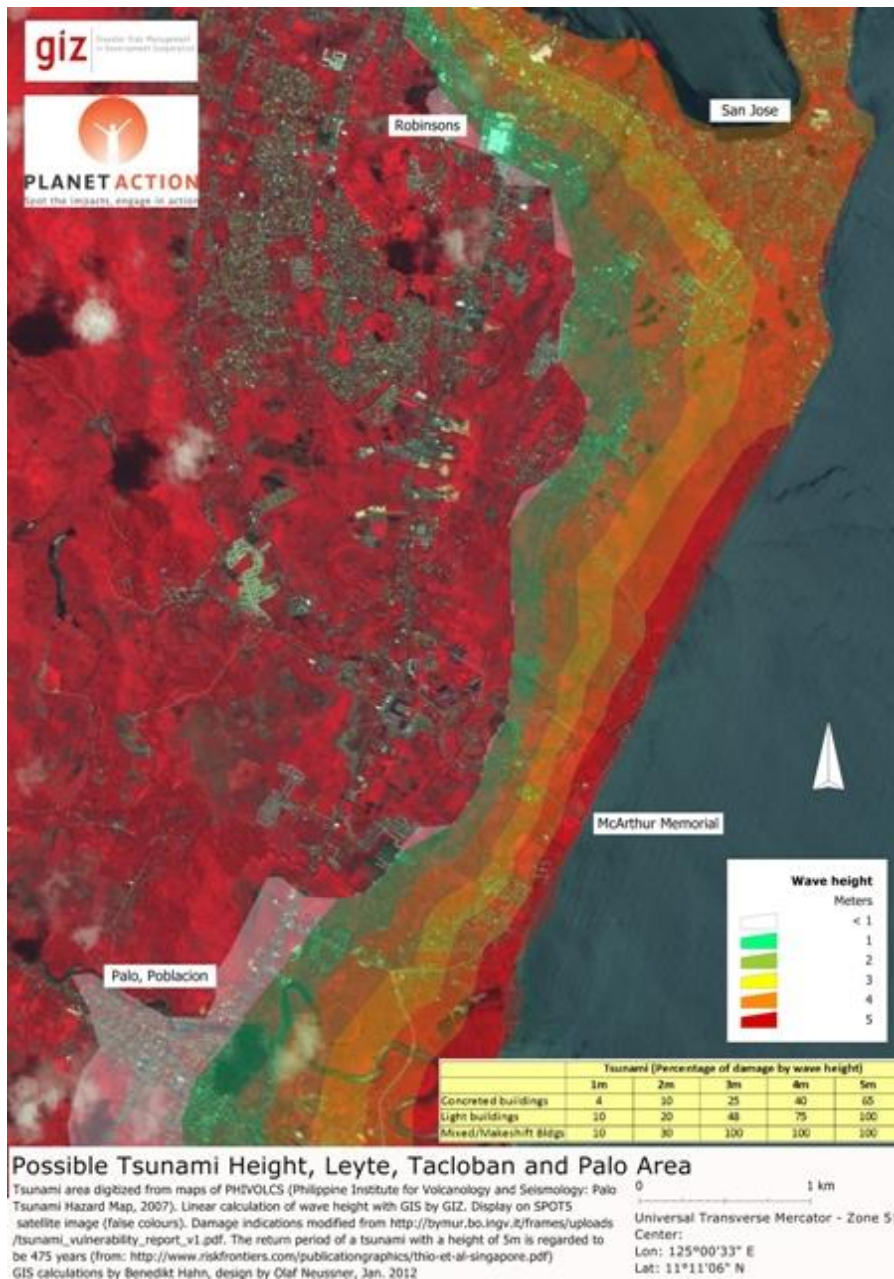 giz
Disaster Risk Management
in Development Cooperation
PLANET ACTION
Spot the impacts, engage in action
Robinsons
San Jose
McArthur Memorial
Palo, Poblacion
Wave height
Meters
< 1
1
2
3
4
5
Tsunami (Percentage of damage by wave height)
1m 2m 3m 4m 5m
Concreted buildings 4 10 25 40 65
Light buildings 10 20 48 75 100
Mixed/Makeshift Bldgs 10 30 100 100 100
Possible Tsunami Height, Leyte, Tacloban and Palo Area
Tsunami area digitized from maps of PHIVOLCS (Philippine Institute for Volcanology and Seismology: Palo
Tsunami Hazard Map, 2007). Linear calculation of wave height with GIS by GIZ. Display on SPOT5
satellite image (false colours). Damage indications modified from http://bymur.bo.ingv.it/frames/uploads
/tsunami_vulnerability_report_v1.pdf. The return period of a tsunami with a height of 5m is regarded to
be 475 years (from: http://www.riskfrontiers.com/publicationgraphics/thio-et-al-singapore.pdf)
GIS calculations by Benedikt Hahn, design by Olaf Neussner, Jan. 2012
0 1 km
Universal Transverse Mercator - Zone 5
Center:
Lon: 125°00'33" E
Lat: 11°11'06" N